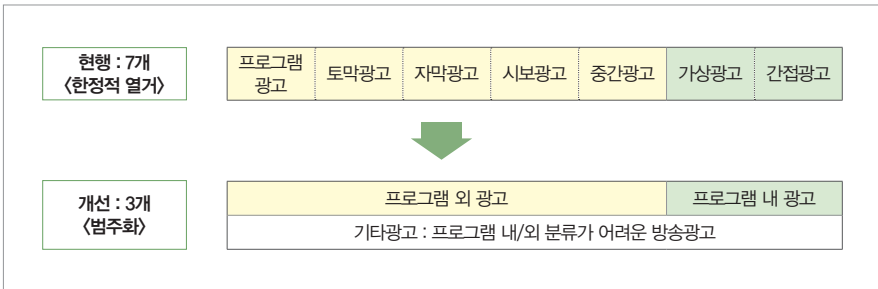 현행 : 7개
〈한정적 열거〉
프로그램
광고
토막광고
자막광고
시보광고
중간광고
가상광고
간접광고
개선 : 3개
〈범주화〉
프로그램 외 광고
프로그램 내 광고
기타광고 : 프로그램 내/외 분류가 어려운 방송광고